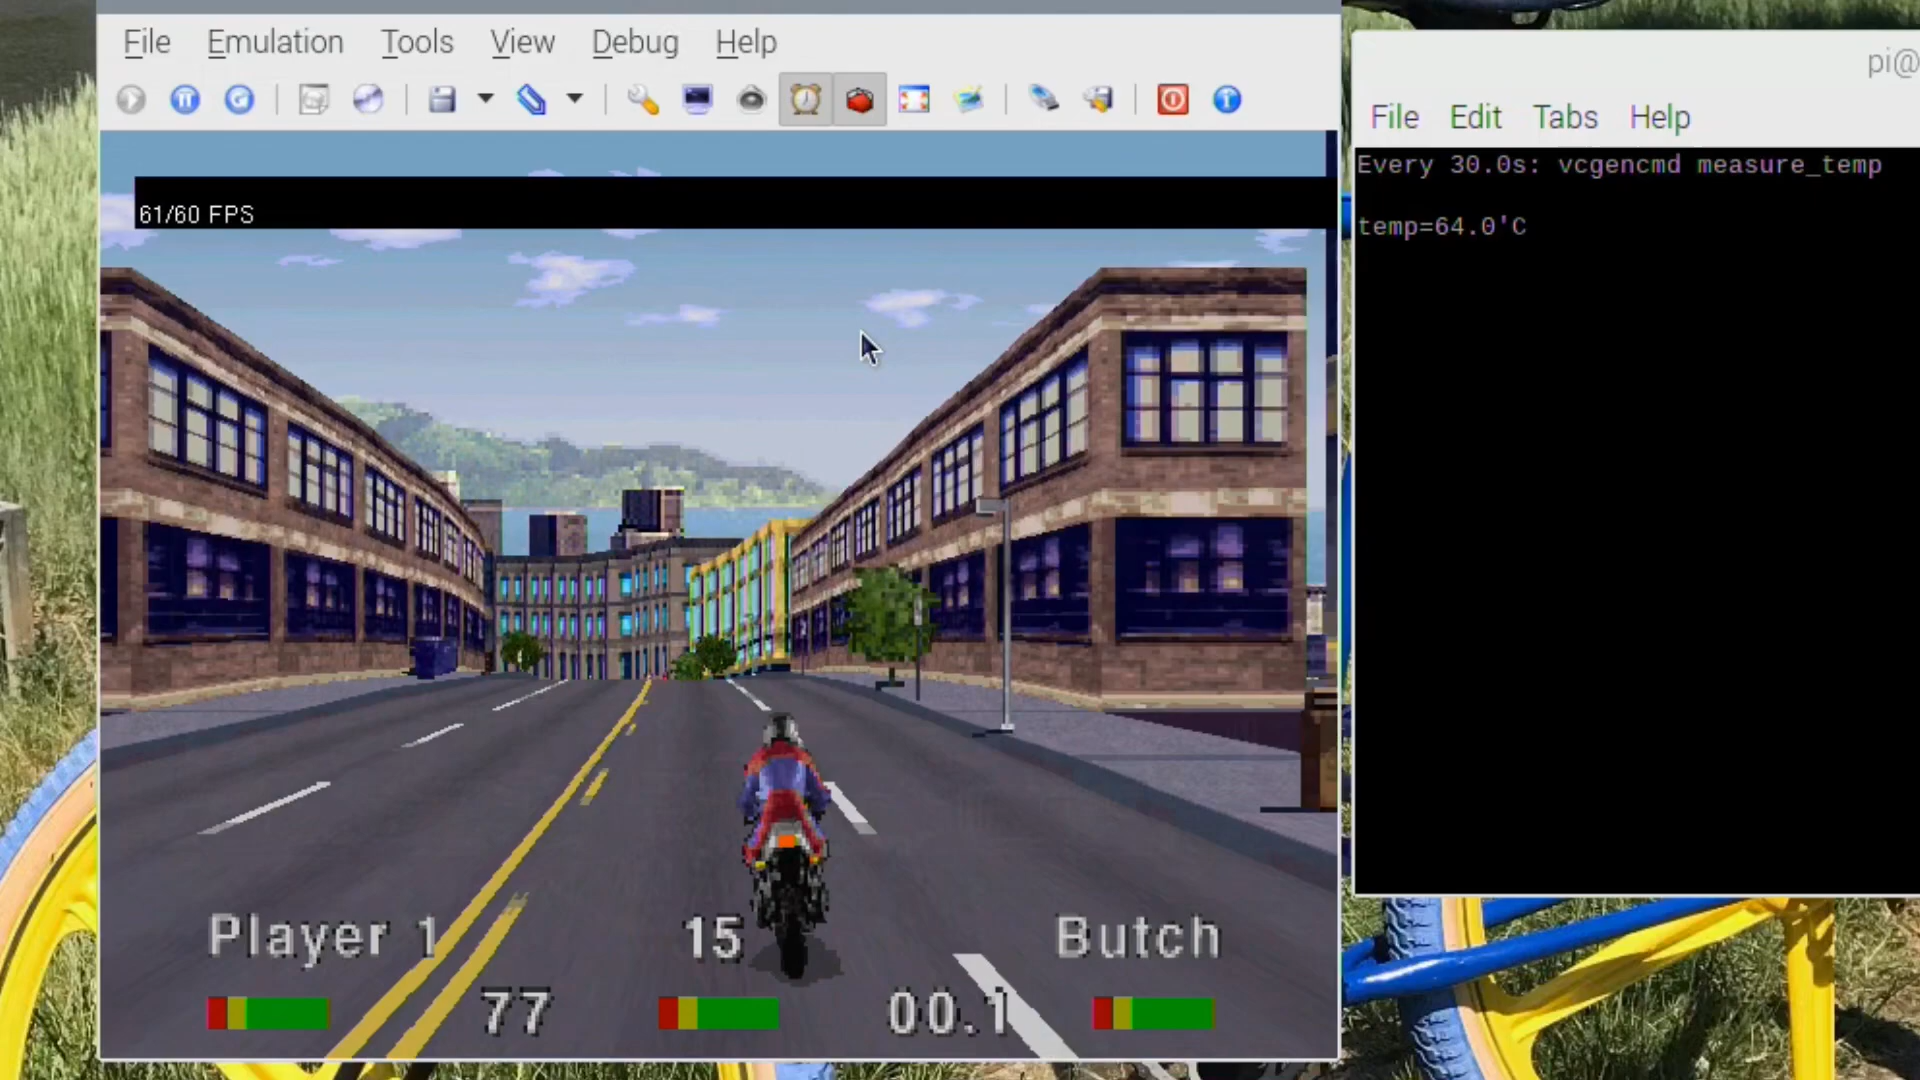 File Emulation Tools View Debug Help
61/60 FPS
Player 1 15 Butch
77 00.1
pi@
File Edit Tabs Help
Every 30.0s: vcgencmd measure_temp
temp=64.0'C